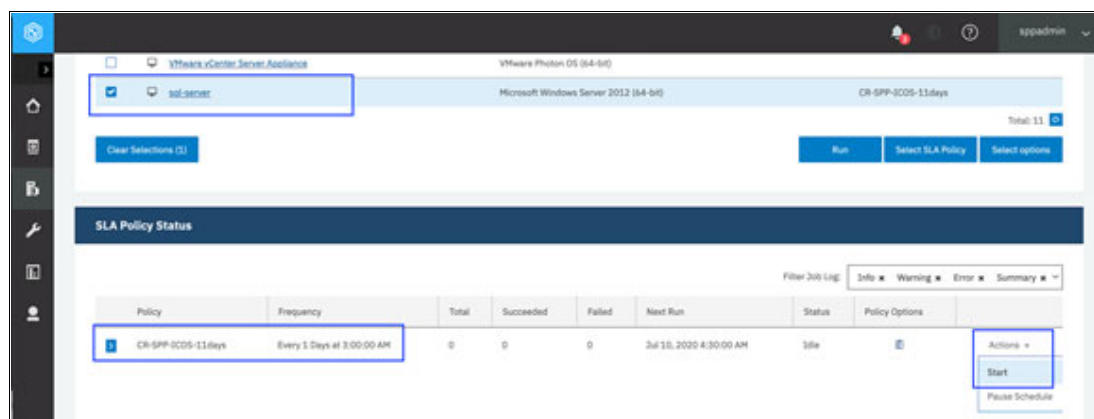 sppadmin
VMware vCenter Server Appliance VMware Photon OS (64-bit)
sql-server Microsoft Windows Server 2012 (64-bit) CR-SPP-ICOS-11days
Total: 11
Clear Selections (1) Run Select SLA Policy Select options
SLA Policy Status
Filter Job Log: Info × Warning × Error × Summary ×
Policy Frequency Total Succeeded Failed Next Run Status Policy Options
CR-SPP-ICOS-11days Every 1 Days at 3:00:00 AM 0 0 0 Jul 10, 2020 4:30:00 AM Idle Actions
Start
Pause Schedule